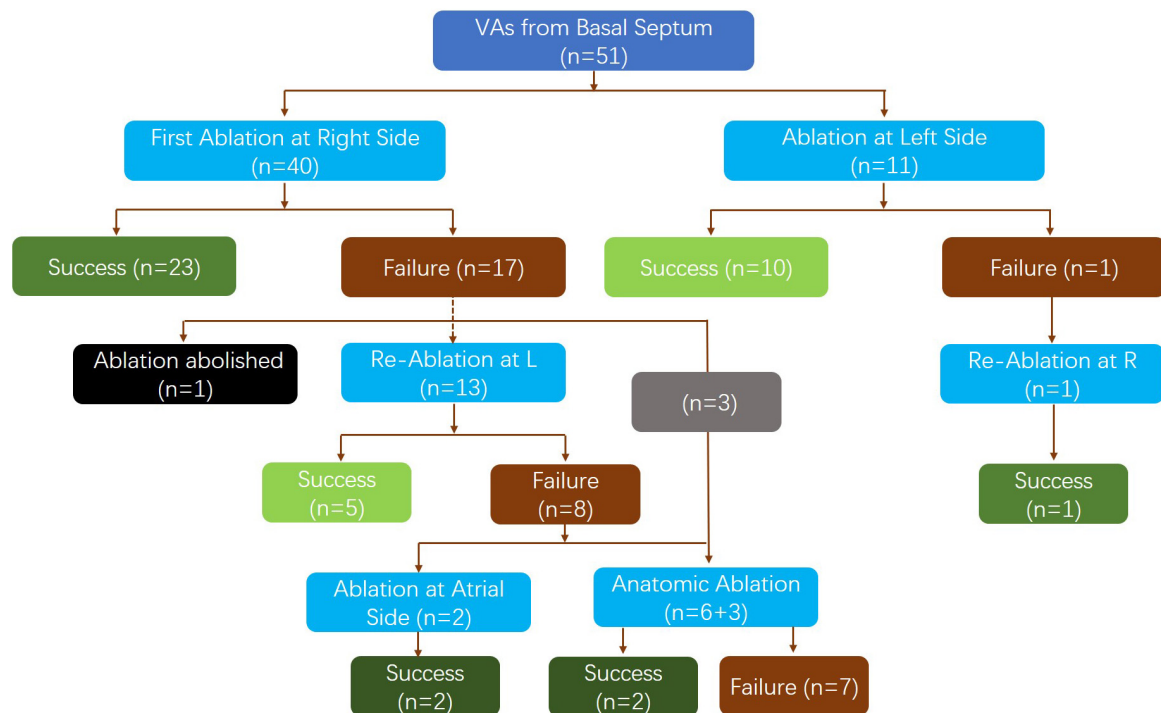 VAs from Basal Septum
(n=51)
First Ablation at Right Side
(n=40)
Ablation at Left Side
(n=11)
Success (n=23)
Failure (n=17)
Success (n=10)
Failure (n=1)
Ablation abolished
(n=1)
Re-Ablation at L
(n=13)
(n=3)
Re-Ablation at R
(n=1)
Success
(n=5)
Failure
(n=8)
Success
(n=1)
Ablation at Atrial
Side (n=2)
Anatomic Ablation
(n=6+3)
Success
(n=2)
Success
(n=2)
Failure (n=7)